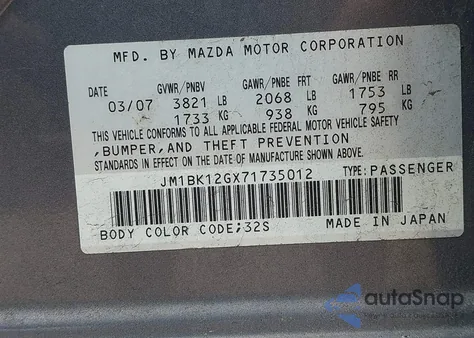 MFD. BY MAZDA MOTOR CORPORATION
DATE GVWR/PNBV GAWR/PNBE FRT GAWR/PNBE RR
03/07 3821 LB 2068 LB 1753 LB
1733 KG 938 KG 795 KG
THIS VEHICLE CONFORMS TO ALL APPLICABLE FEDERAL MOTOR VEHICLE SAFETY
,BUMPER,AND THEFT PREVENTION
STANDARDS IN EFFECT ON THE DATE OF MANUFACTURE SHOWN ABOVE.
JM1BK12GX71735012 TYPE:PASSENGER
BODY COLOR CODE;32S MADE IN JAPAN
autoSnap